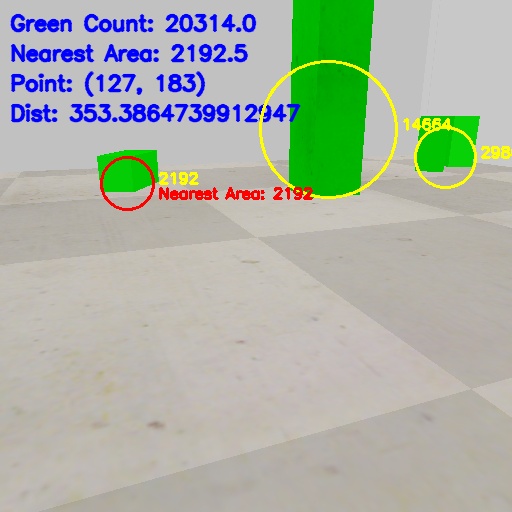 Green Count: 20314.0
Nearest Area: 2192.5
Point: (127, 183)
Dist: 353.3864739912947
14664
298
2192
Nearest Area: 2192